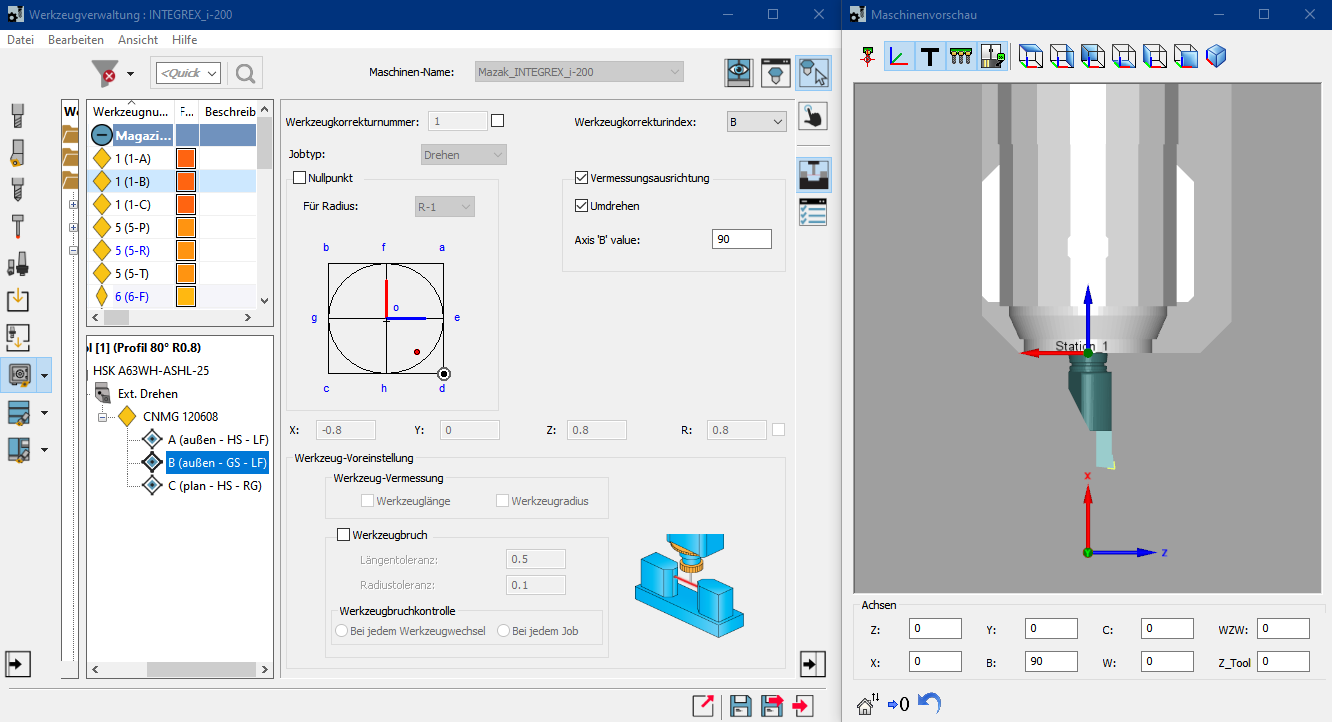 Werkzeugverwaltung : INTEGREX_i-200
Datei Bearbeiten Ansicht Hilfe
<Quick
Maschinen-Name: Mazak_INTEGREX_i-200
Werkzeugnu... F... Beschreib
Magazi...
1 (1-A)
1 (1-B)
1 (1-C)
5 (5-P)
5 (5-R)
5 (5-T)
6 (6-F)
[1] (Profil 80° R0.8)
HSK A63WH-ASHL-25
Ext. Drehen
CNMG 120608
A (außen - HS - LF)
B (außen - GS - LF)
C (plan - HS - RG)
Werkzeugkorrekturnummer: 1
Werkzeugkorrekturindex: B
Jobtyp: Drehen
Nullpunkt
Für Radius: R-1
b f a
o
g e
c h d
Vermessungsausrichtung
Umdrehen
Axis 'B' value: 90
X: -0.8 Y: 0 Z: 0.8 R: 0.8
Werkzeug-Voreinstellung
Werkzeug-Vermessung
Werkzeuglänge Werkzeugradius
Werkzeugbruch
Längentoleranz: 0.5
Radiustoleranz: 0.1
Werkzeugbruchkontrolle
Bei jedem Werkzeugwechsel Bei jedem Job
Maschinenvorschau
Station 1
X
Y Z
Achsen
Z: 0 Y: 0 C: 0 WZW: 0
X: 0 B: 90 W: 0 Z_Tool 0
0